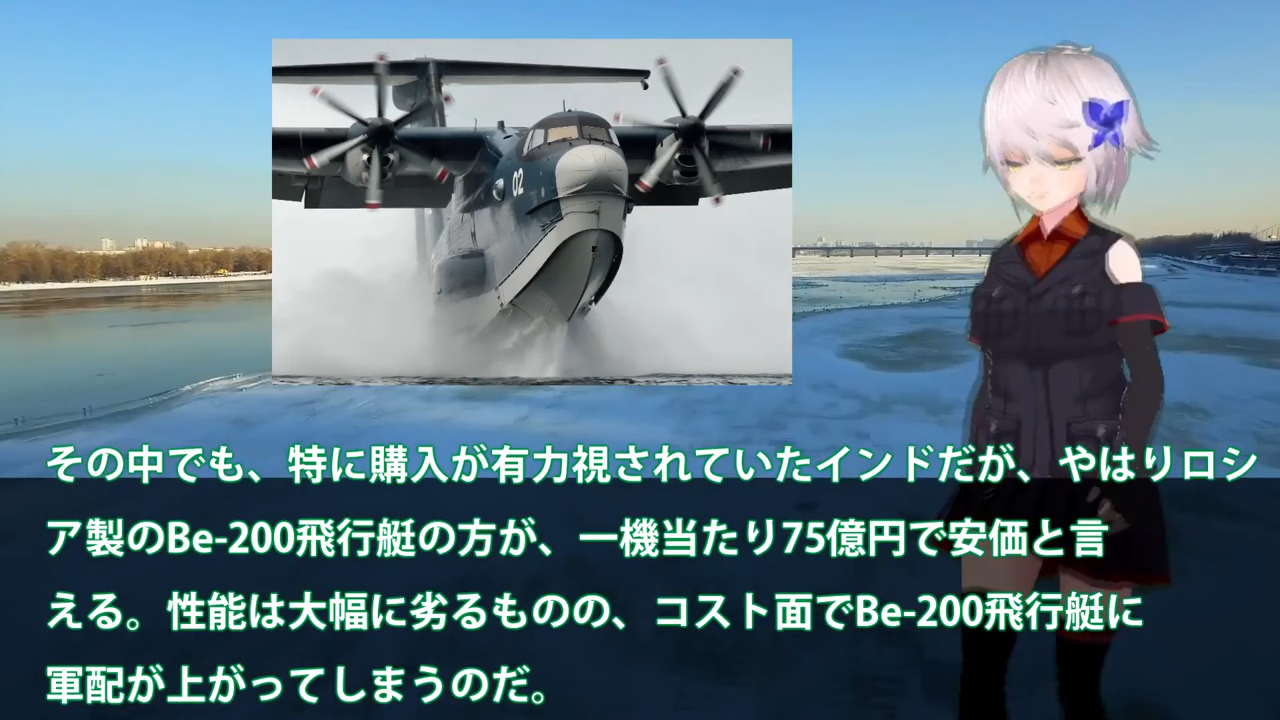 02
その中でも、特に購入が有力視されていたインドだが、やはりロシ
ア製のBe-200飛行艇の方が、一機当たり75億円で安価と言
える。性能は大幅に劣るものの、コスト面でBe-200飛行艇に
軍配が上がってしまうのだ。